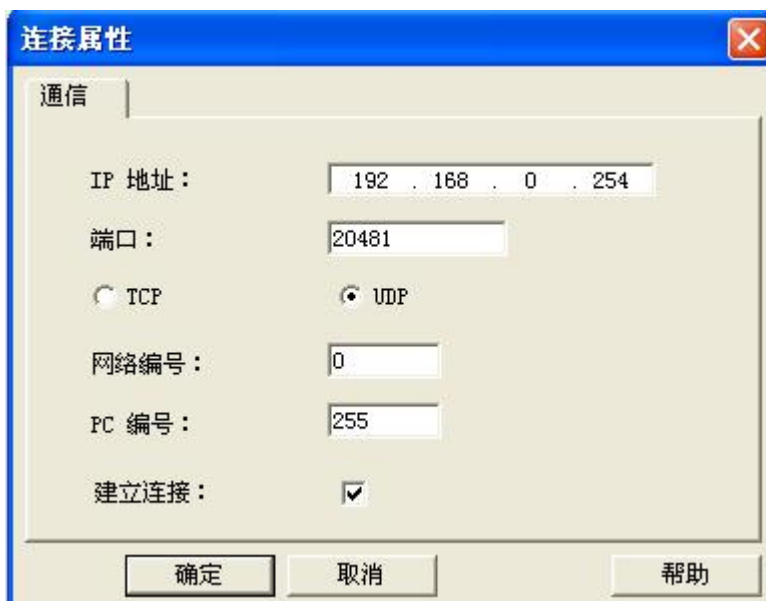 连接属性
通信
IP 地址：
192 . 168 . 0 . 254
端口：
20481
TCP
UDP
网络编号：
0
PC 编号：
255
建立连接：
确定
取消
帮助